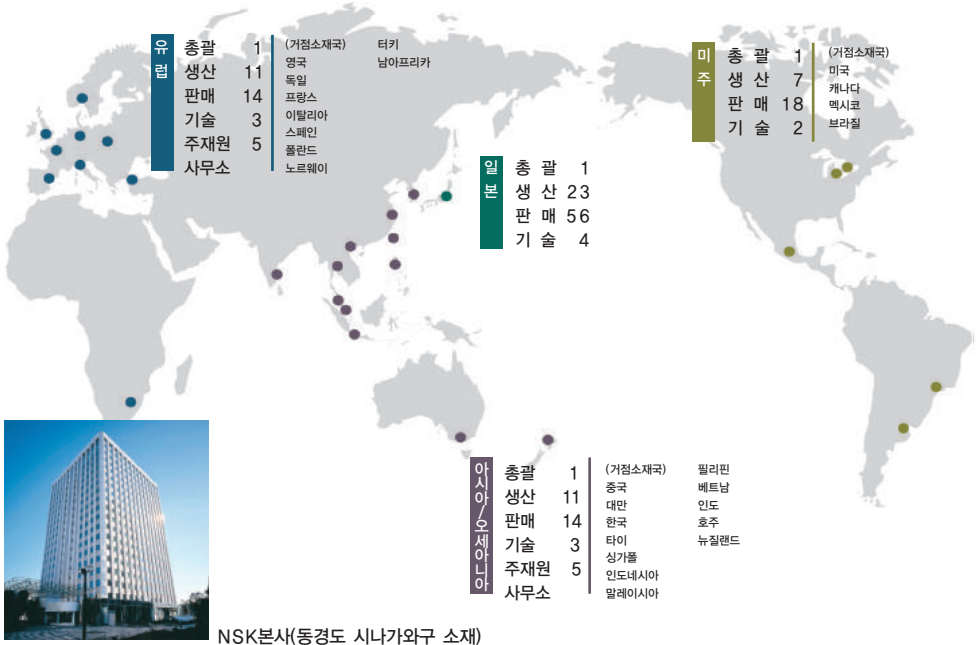 유럽
총괄 1
생산 11
판매 14
기술 3
주재원 5
사무소
(거점소재국)
영국
독일
프랑스
이탈리아
스페인
폴란드
노르웨이
터키
남아프리카
미주
총 괄 1
생 산 7
판 매 18
기 술 2
(거점소재국)
미국
캐나다
멕시코
브라질
일본
총 괄 1
생 산 23
판 매 56
기 술 4
아시아/오세아니아
총괄 1
생산 11
판매 14
기술 3
주재원 5
사무소
(거점소재국)
중국
대만
한국
타이
싱가폴
인도네시아
말레이시아
필리핀
베트남
인도
호주
뉴질랜드
NSK본사(동경도 시나가와구 소재)